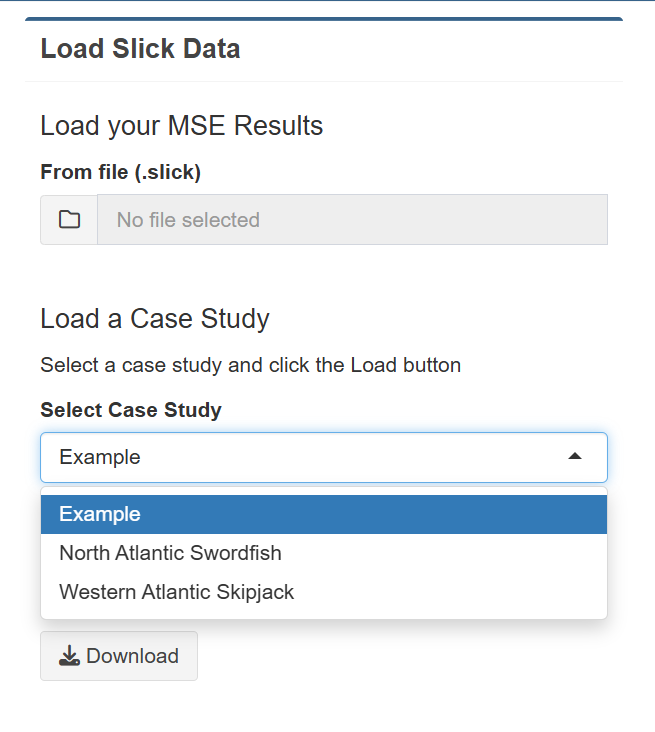 Load Slick Data
Load your MSE Results
From file (.slick)
No file selected
Load a Case Study
Select a case study and click the Load button
Select Case Study
Example
Example
North Atlantic Swordfish
Western Atlantic Skipjack
Download